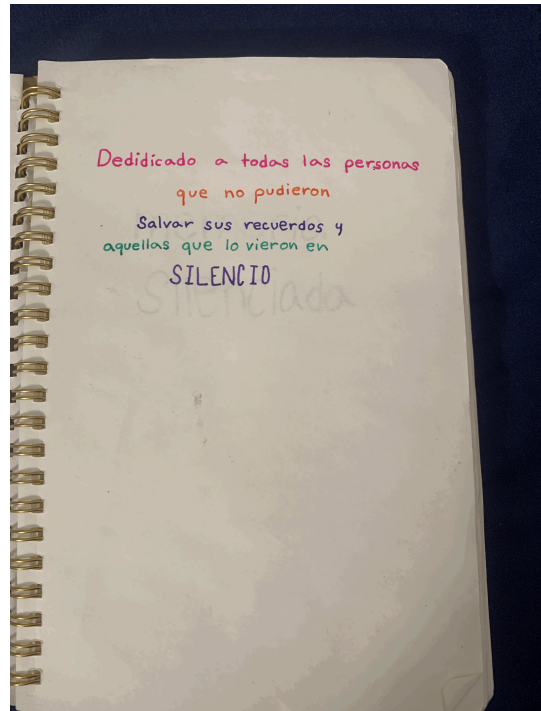 Dedidicado a todas las personas
que no pudieron
Salvar sus recuerdos y
aquellas que lo vieron en
SILENCIO
Silenciada